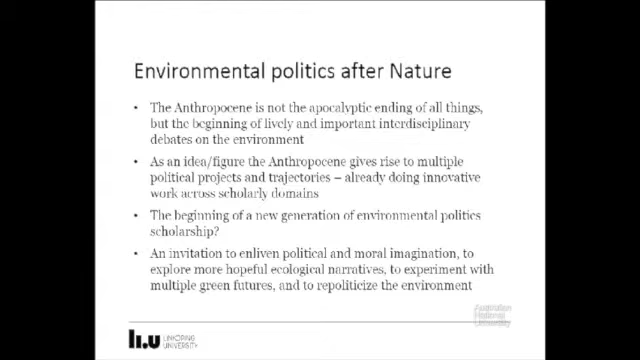 Environmental politics after Nature
• The Anthropocene is not the apocalyptic ending of all things,
but the beginning of lively and important interdisciplinary
debates on the environment
• As an idea/figure the Anthropocene gives rise to multiple
political projects and trajectories – already doing innovative
work across scholarly domains
• The beginning of a new generation of environmental politics
scholarship?
• An invitation to enliven political and moral imagination, to
explore more hopeful ecological narratives, to experiment with
multiple green futures, and to repoliticize the environment
Australian
National
University
LINKÖPING
UNIVERSITY